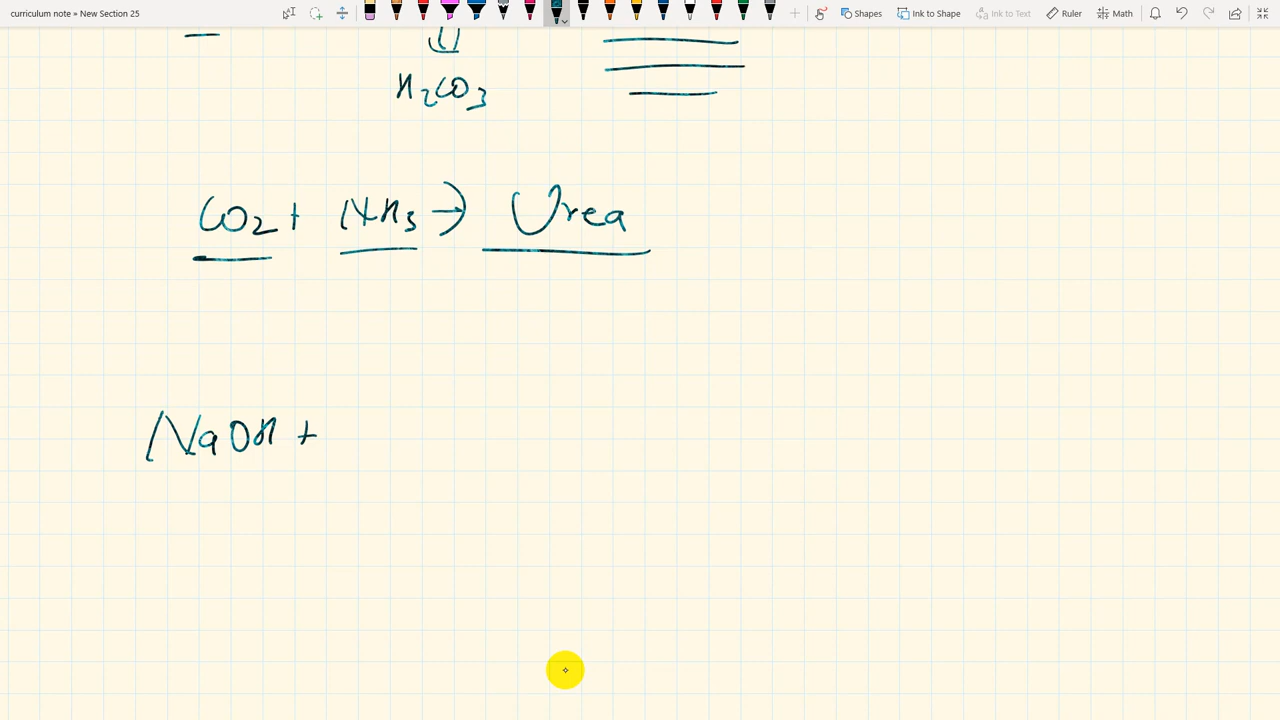 curriculum note » New Section 25
Shapes Ink to Shape Ink to Text Ruler Math
H₂CO₃
CO₂ + NH₃ → Urea
NaOH +